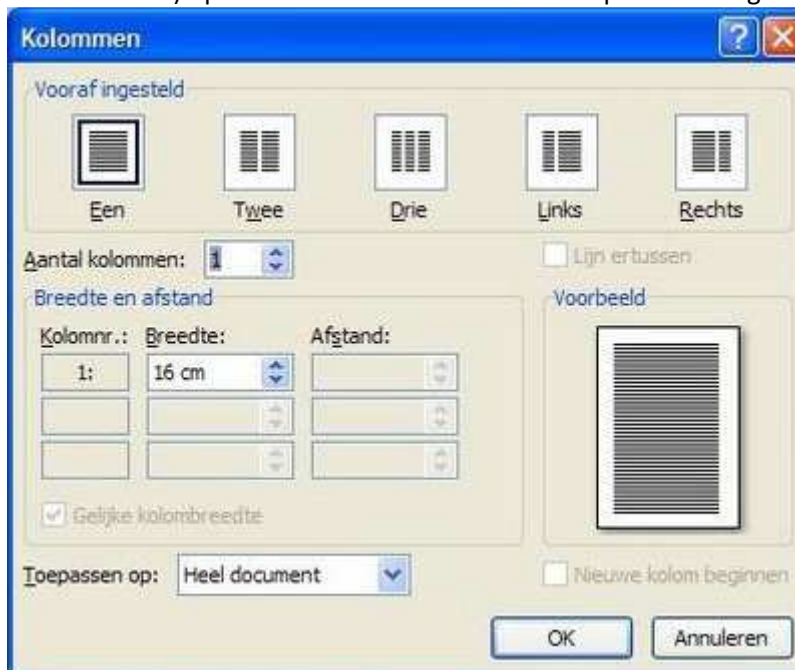 Kolommen
Vooraf ingesteld
Een Twee Drie Links Rechts
Aantal kolommen: 1 Lijn ertussen
Breedte en afstand Voorbeeld
Kolomnr.: Breedte: Afstand:
1: 16 cm
Gelijke kolombreedte
Toepassen op: Heel document Nieuwe kolom beginnen
OK Annuleren